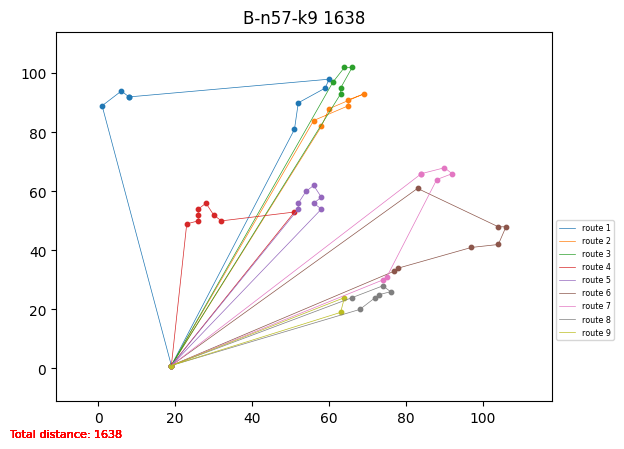 B-n57-k9 1638
100
80
60
40
20
0
0 20 40 60 80 100
route 1
route 2
route 3
route 4
route 5
route 6
route 7
route 8
route 9
Total distance: 1638